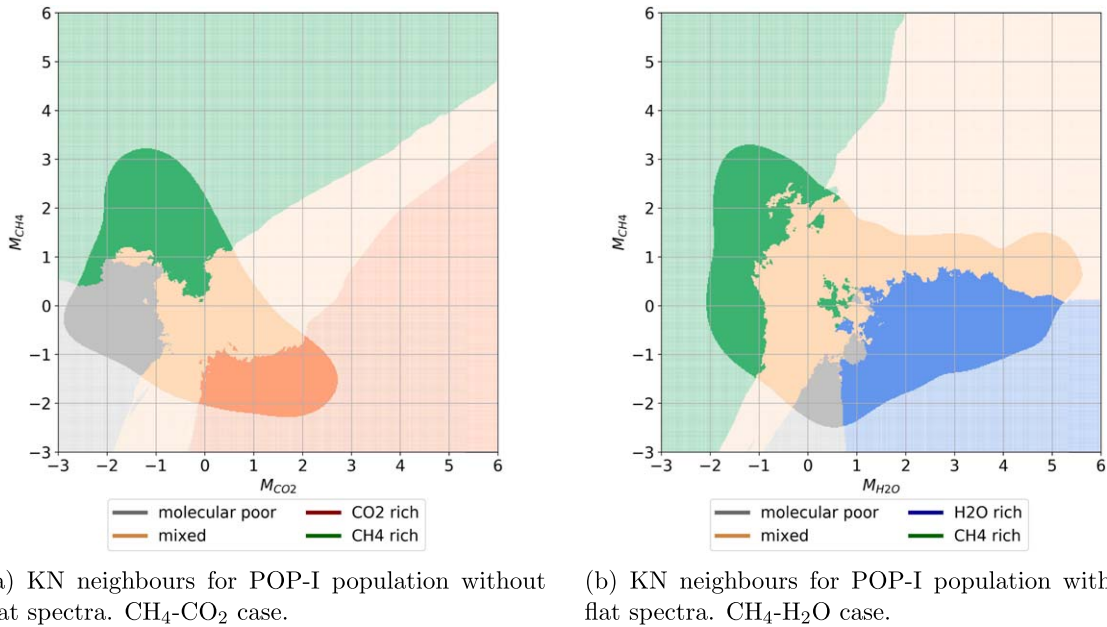 6
5
4
3
2
1
0
−1
−2
−3
M_CH4
−3 −2 −1 0 1 2 3 4 5 6
M_CO2
molecular poor
mixed
CO2 rich
CH4 rich
) KN neighbours for POP-I population without
at spectra. CH₄-CO₂ case.
6
5
4
3
2
1
0
−1
−2
−3
M_CH4
−3 −2 −1 0 1 2 3 4 5 6
M_H2O
molecular poor
mixed
H2O rich
CH4 rich
(b) KN neighbours for POP-I population with
flat spectra. CH₄-H₂O case.